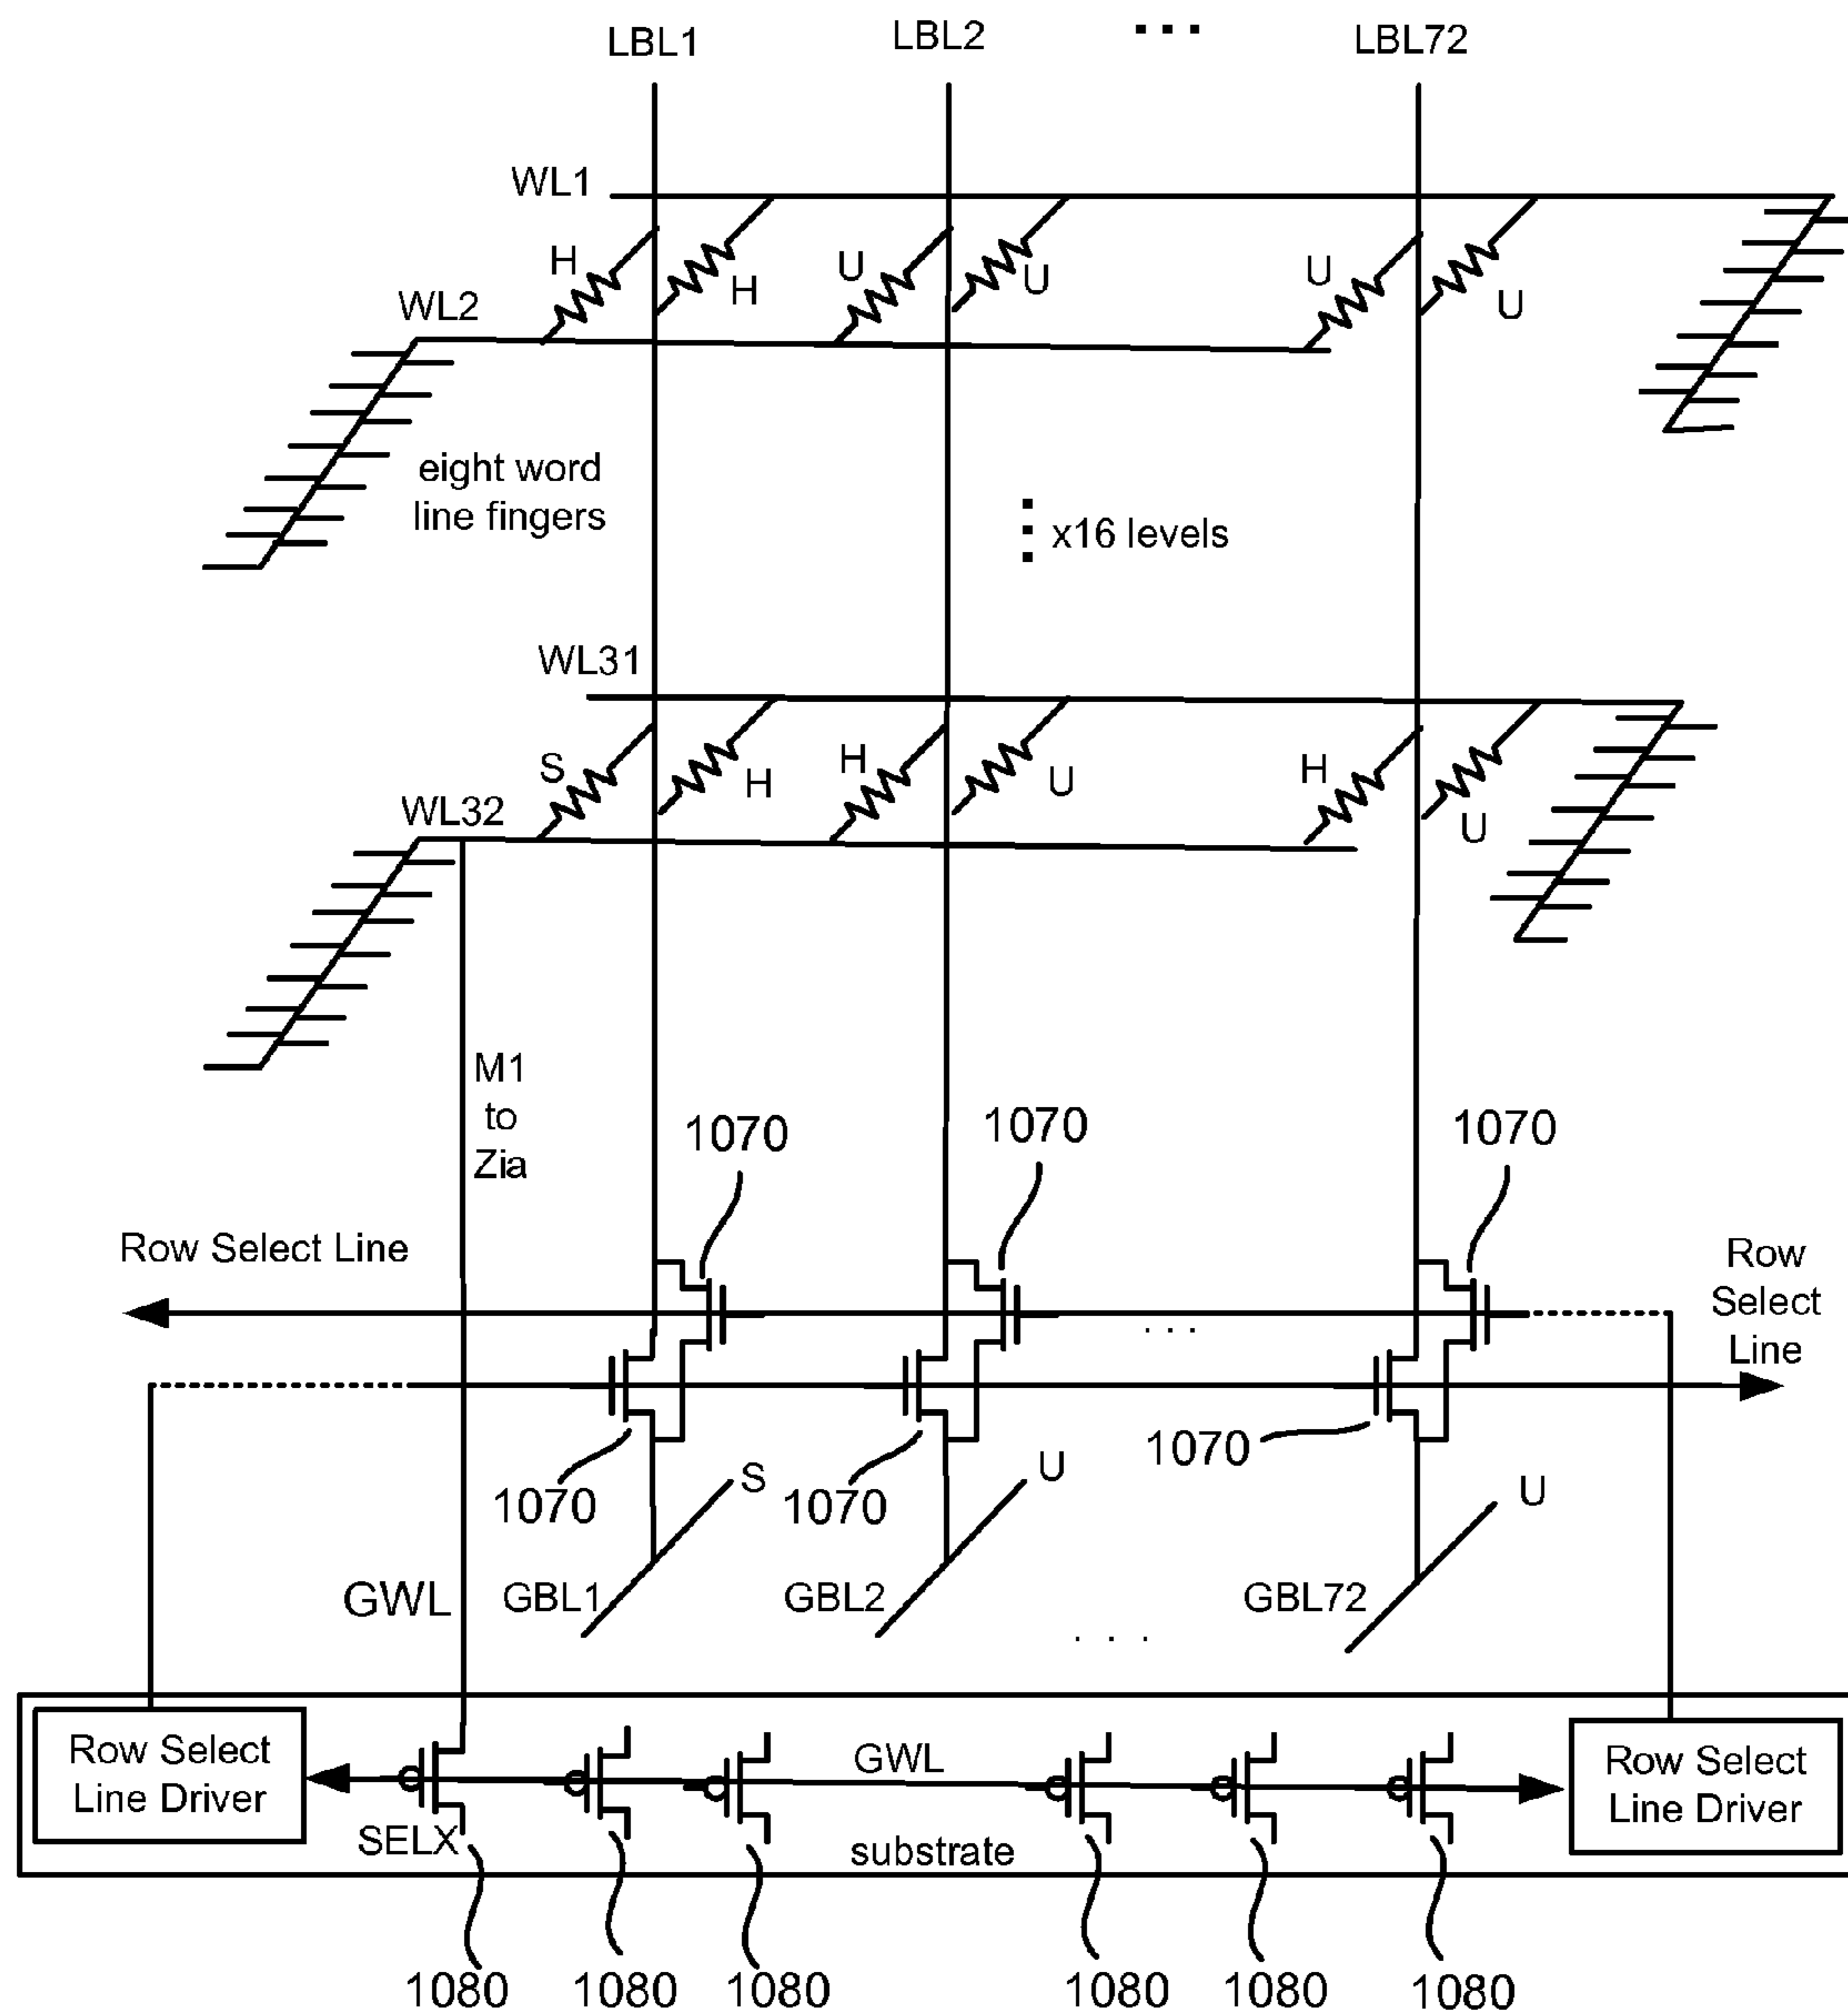 LBL1 LBL2 ... LBL72
WL1
H H U U U U
WL2
eight word
line fingers
x16 levels
WL31
S H H U H U
WL32
M1
to
Zia
1070 1070 1070
Row Select Line
Row
Select
Line
. . .
1070 1070 1070
S U U
GWL GBL1 GBL2 GBL72
. . .
Row Select
Line Driver
GWL
Row Select
Line Driver
SELX
substrate
1080 1080 1080 1080 1080 1080